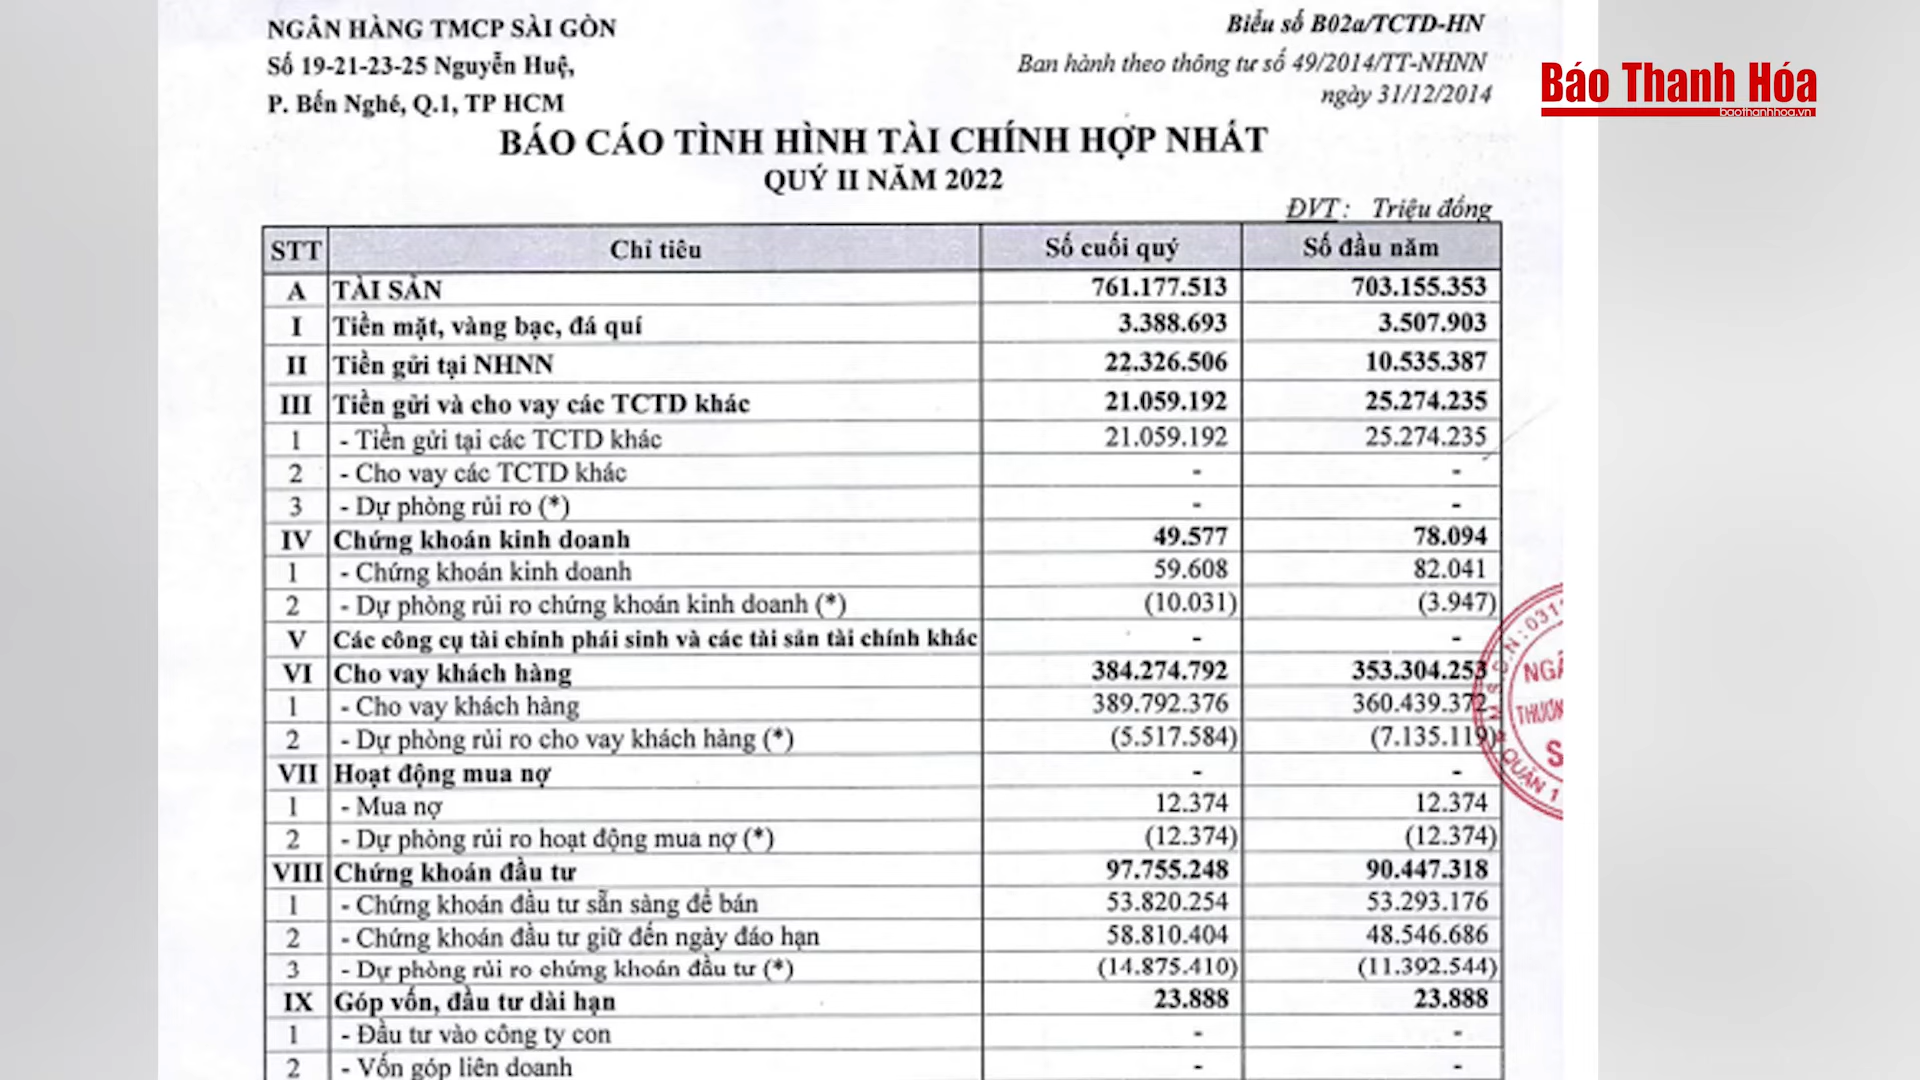 NGÂN HÀNG TMCP SÀI GÒN
Số 19-21-23-25 Nguyễn Huệ,
P. Bến Nghé, Q.1, TP HCM
Biểu số B02a/TCTD-HN
Ban hành theo thông tư số 49/2014/TT-NHNN
ngày 31/12/2014
Báo Thanh Hóa
baothanhhoa.vn
BÁO CÁO TÌNH HÌNH TÀI CHÍNH HỢP NHẤT
QUÝ II NĂM 2022
ĐVT : Triệu đồng
STT Chỉ tiêu Số cuối quý Số đầu năm
A TÀI SẢN 761.177.513 703.155.353
I Tiền mặt, vàng bạc, đá quí 3.388.693 3.507.903
II Tiền gửi tại NHNN 22.326.506 10.535.387
III Tiền gửi và cho vay các TCTD khác 21.059.192 25.274.235
1 - Tiền gửi tại các TCTD khác 21.059.192 25.274.235
2 - Cho vay các TCTD khác - -
3 - Dự phòng rủi ro (*) - -
IV Chứng khoán kinh doanh 49.577 78.094
1 - Chứng khoán kinh doanh 59.608 82.041
2 - Dự phòng rủi ro chứng khoán kinh doanh (*) (10.031) (3.947)
V Các công cụ tài chính phái sinh và các tài sản tài chính khác - -
VI Cho vay khách hàng 384.274.792 353.304.253
1 - Cho vay khách hàng 389.792.376 360.439.372
2 - Dự phòng rủi ro cho vay khách hàng (*) (5.517.584) (7.135.119)
VII Hoạt động mua nợ - -
1 - Mua nợ 12.374 12.374
2 - Dự phòng rủi ro hoạt động mua nợ (*) (12.374) (12.374)
VIII Chứng khoán đầu tư 97.755.248 90.447.318
1 - Chứng khoán đầu tư sẵn sàng để bán 53.820.254 53.293.176
2 - Chứng khoán đầu tư giữ đến ngày đáo hạn 58.810.404 48.546.686
3 - Dự phòng rủi ro chứng khoán đầu tư (*) (14.875.410) (11.392.544)
IX Góp vốn, đầu tư dài hạn 23.888 23.888
1 - Đầu tư vào công ty con - -
2 - Vốn góp liên doanh - -
QUẬN 1